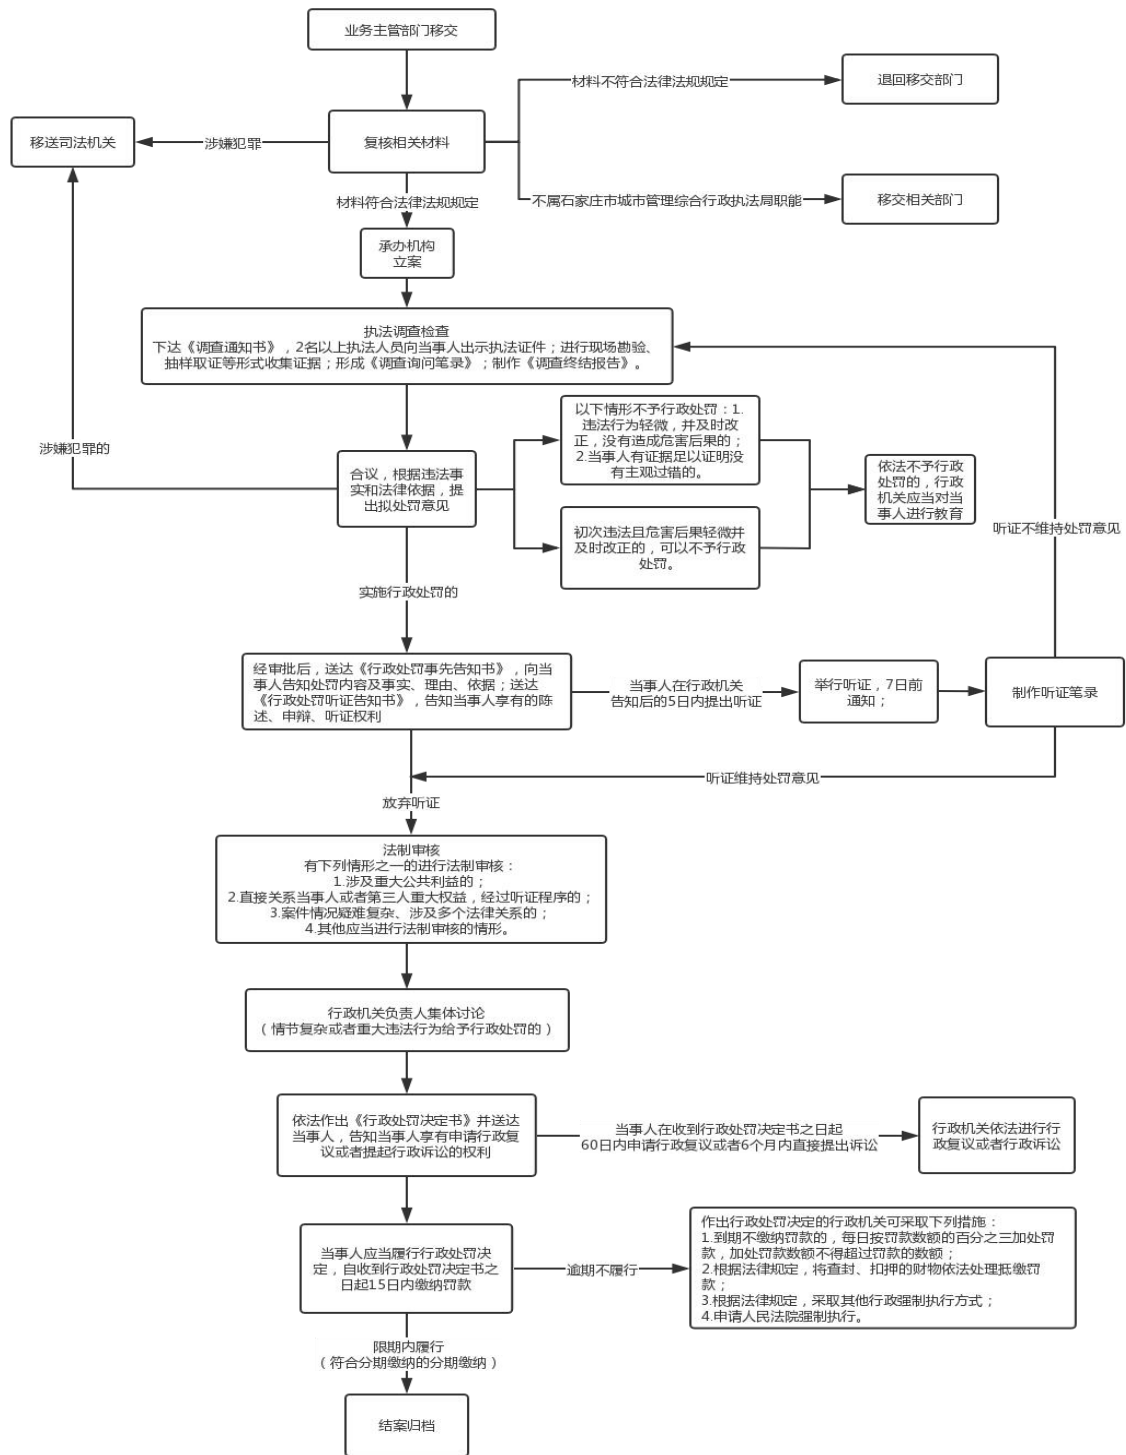 业务主管部门移交
材料不符合法律法规规定
退回移交部门
移送司法机关
涉嫌犯罪
复核相关材料
不属石家庄市城市管理综合行政执法局职能
移交相关部门
材料符合法律法规规定
承办机构
立案
执法调查检查
下达《调查通知书》，2名以上执法人员向当事人出示执法证件；进行现场勘验、
抽样取证等形式收集证据；形成《调查询问笔录》；制作《调查终结报告》。
涉嫌犯罪的
合议，根据违法事
实和法律依据，提
出拟处罚意见
以下情形不予行政处罚：1.
违法行为轻微，并及时改
正，没有造成危害后果的；
2.当事人有证据足以证明没
有主观过错的。
初次违法且危害后果轻微并
及时改正的，可以不予行政
处罚。
依法不予行政
处罚的，行政
机关应当对当
事人进行教育
听证不维持处罚意见
实施行政处罚的
经审批后，送达《行政处罚事先告知书》，向当
事人告知处罚内容及事实、理由、依据；送达
《行政处罚听证告知书》，告知当事人享有的陈
述、申辩、听证权利
当事人在行政机关
告知后的5日内提出听证
举行听证，7日前
通知；
制作听证笔录
听证维持处罚意见
放弃听证
法制审核
有下列情形之一的进行法制审核：
1.涉及重大公共利益的；
2.直接关系当事人或者第三人重大权益，经过听证程序的；
3.案件情况疑难复杂、涉及多个法律关系的；
4.其他应当进行法制审核的情形。
行政机关负责人集体讨论
（情节复杂或者重大违法行为给予行政处罚的）
依法作出《行政处罚决定书》并送达
当事人，告知当事人享有申请行政复
议或者提起行政诉讼的权利
当事人在收到行政处罚决定书之日起
60日内申请行政复议或者6个月内直接提出诉讼
行政机关依法进行行
政复议或者行政诉讼
当事人应当履行行政处罚决
定，自收到行政处罚决定书之
日起15日内缴纳罚款
逾期不履行
作出行政处罚决定的行政机关可采取下列措施：
1.到期不缴纳罚款的，每日按罚款数额的百分之三加处罚
款，加处罚款数额不得超过罚款的数额；
2.根据法律规定，将查封、扣押的财物依法处理抵缴罚
款；
3.根据法律规定，采取其他行政强制执行方式；
4.申请人民法院强制执行。
限期内履行
（符合分期缴纳的分期缴纳）
结案归档